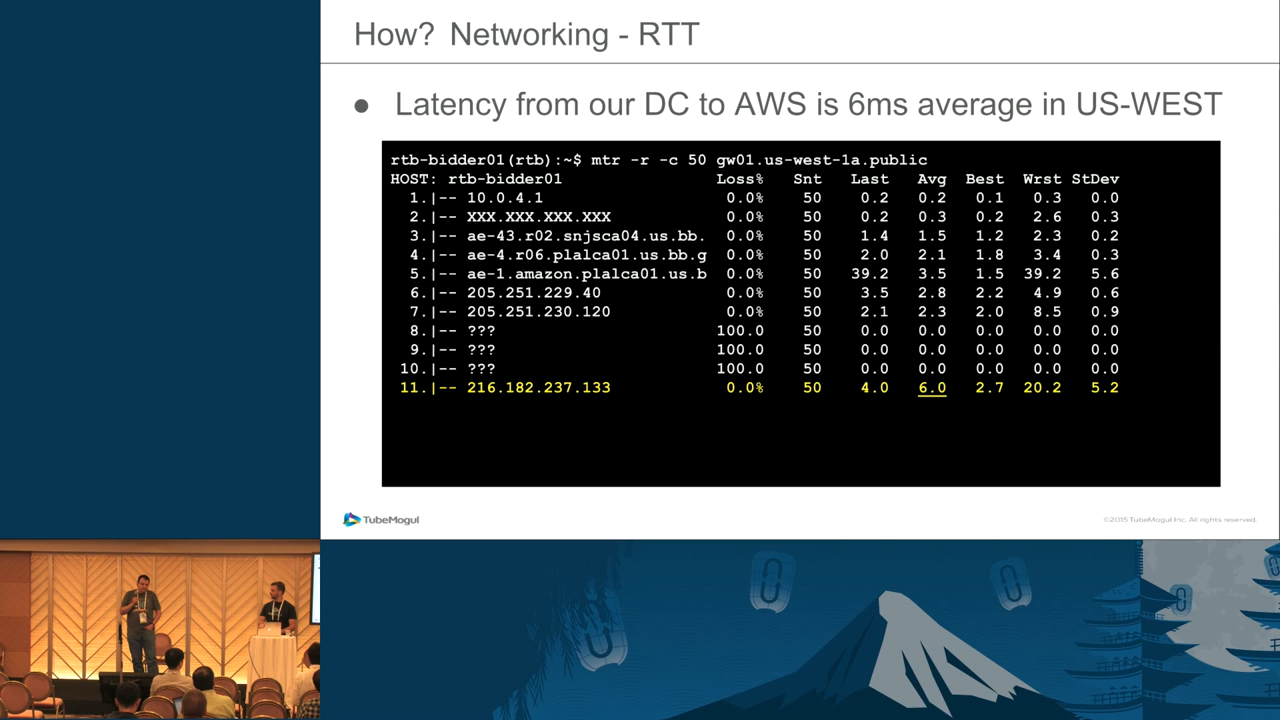 How? Networking - RTT
● Latency from our DC to AWS is 6ms average in US-WEST
rtb-bidder01(rtb):~$ mtr -r -c 50 gw01.us-west-1a.public
HOST: rtb-bidder01 Loss% Snt Last Avg Best Wrst StDev
1.|-- 10.0.4.1 0.0% 50 0.2 0.2 0.1 0.3 0.0
2.|-- XXX.XXX.XXX.XXX 0.0% 50 0.2 0.3 0.2 2.6 0.3
3.|-- ae-43.r02.snjsca04.us.bb. 0.0% 50 1.4 1.5 1.2 2.3 0.2
4.|-- ae-4.r06.plalca01.us.bb.g 0.0% 50 2.0 2.1 1.8 3.4 0.3
5.|-- ae-1.amazon.plalca01.us.b 0.0% 50 39.2 3.5 1.5 39.2 5.6
6.|-- 205.251.229.40 0.0% 50 3.5 2.8 2.2 4.9 0.6
7.|-- 205.251.230.120 0.0% 50 2.1 2.3 2.0 8.5 0.9
8.|-- ??? 100.0 50 0.0 0.0 0.0 0.0 0.0
9.|-- ??? 100.0 50 0.0 0.0 0.0 0.0 0.0
10.|-- ??? 100.0 50 0.0 0.0 0.0 0.0 0.0
11.|-- 216.182.237.133 0.0% 50 4.0 6.0 2.7 20.2 5.2
TubeMogul
©2015 TubeMogul Inc. All rights reserved.